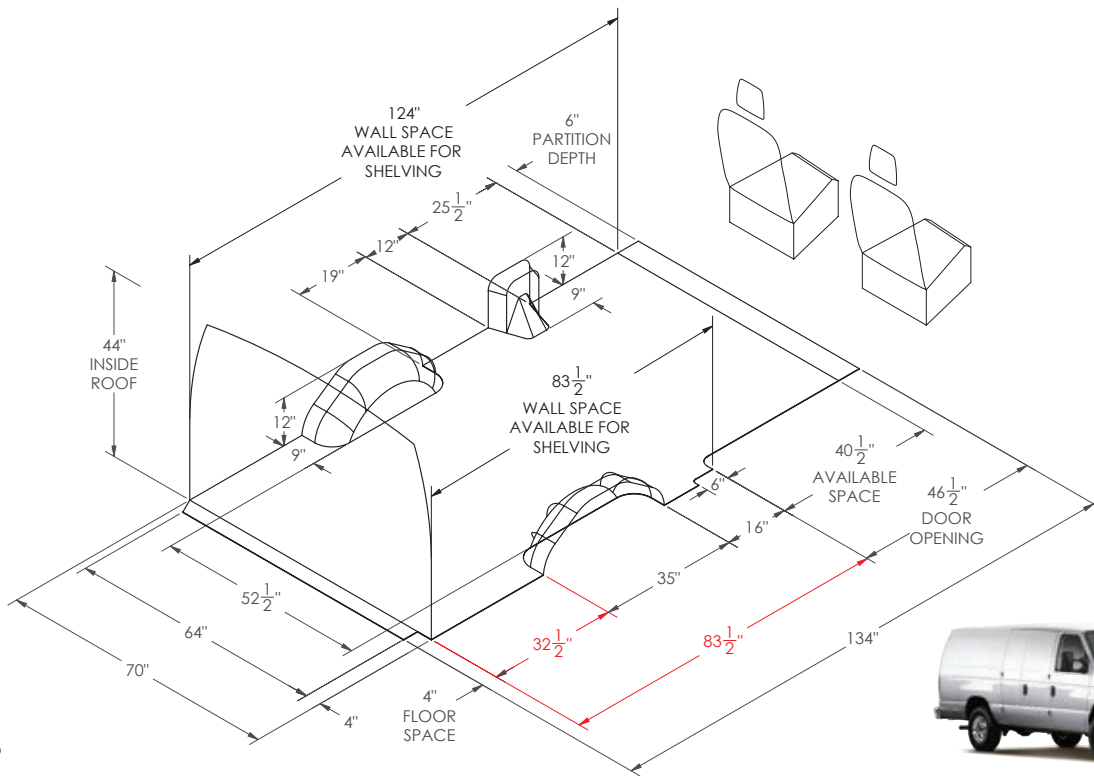 124"
WALL SPACE
AVAILABLE FOR
SHELVING
6"
PARTITION
DEPTH
25 1/2"
12"
19"
12"
9"
44"
INSIDE
ROOF
12"
9"
83 1/2"
WALL SPACE
AVAILABLE FOR
SHELVING
6"
40 1/2"
AVAILABLE
SPACE
46 1/2"
DOOR
OPENING
16"
35"
52 1/2"
32 1/2"
83 1/2"
134"
64"
70"
4"
4"
FLOOR
SPACE